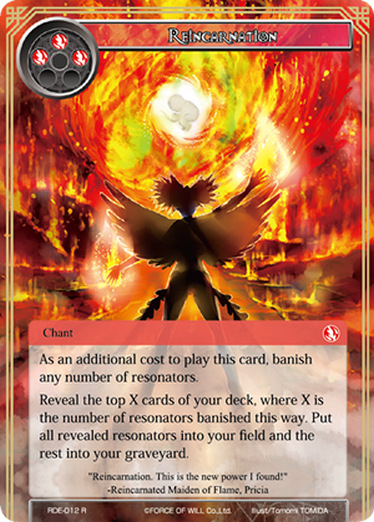 Reincarnation
Chant
As an additional cost to play this card, banish
any number of resonators.
Reveal the top X cards of your deck, where X is
the number of resonators banished this way. Put
all revealed resonators into your field and the
rest into your graveyard.
"Reincarnation. This is the new power I found!"
-Reincarnated Maiden of Flame, Pricia
RDE-012 R ©FORCE OF WILL Co.,Ltd. Illust/Tomomi TOMIDA